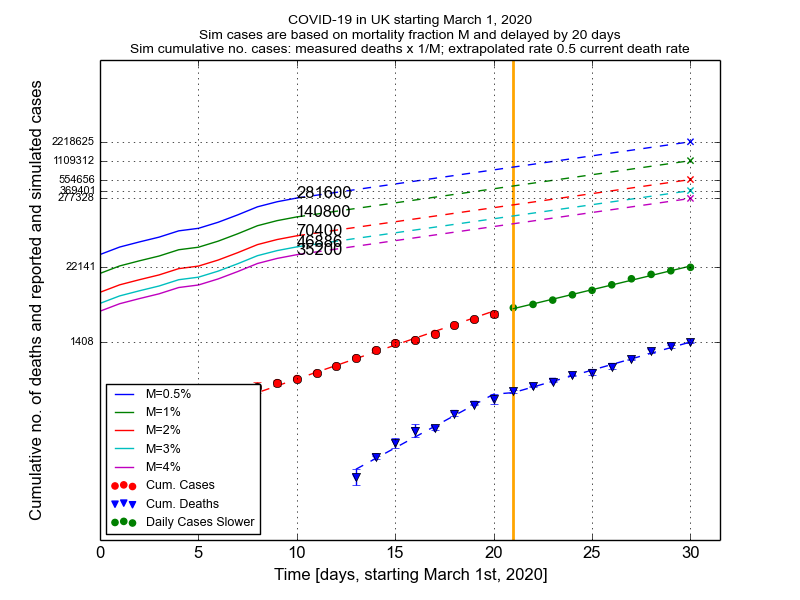 COVID-19 in UK starting March 1, 2020
Sim cases are based on mortality fraction M and delayed by 20 days
Sim cumulative no. cases: measured deaths x 1/M; extrapolated rate 0.5 current death rate
Cumulative no. of deaths and reported and simulated cases
2218625
1109312
554656
369401
277328
22141
1408
281600
140800
70400
46886
35200
M=0.5%
M=1%
M=2%
M=3%
M=4%
Cum. Cases
Cum. Deaths
Daily Cases Slower
0 5 10 15 20 25 30
Time [days, starting March 1st, 2020]